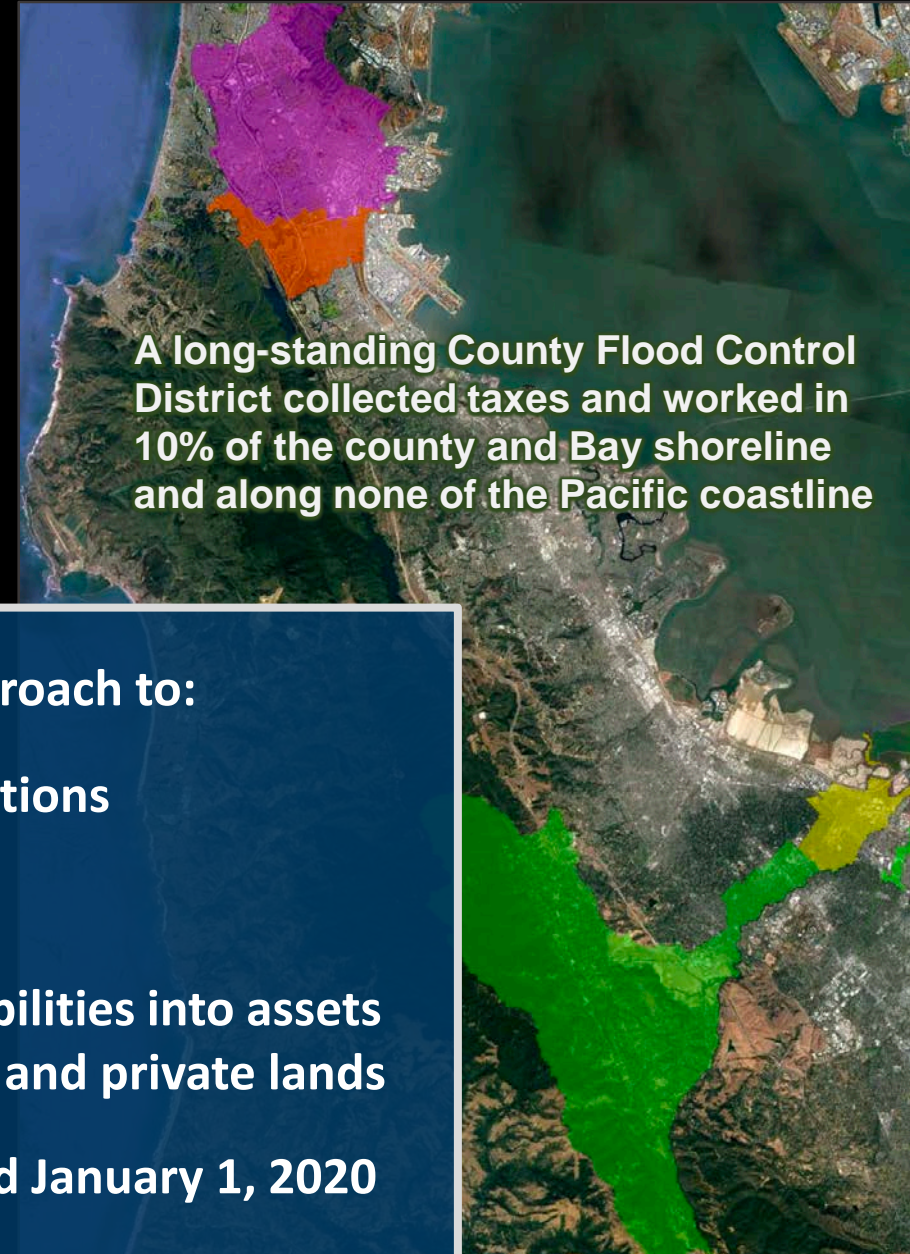 A long-standing County Flood Control
District collected taxes and worked in
10% of the county and Bay shoreline
and along none of the Pacific coastline
roach to:
tions
bilities into assets
and private lands
d January 1, 2020